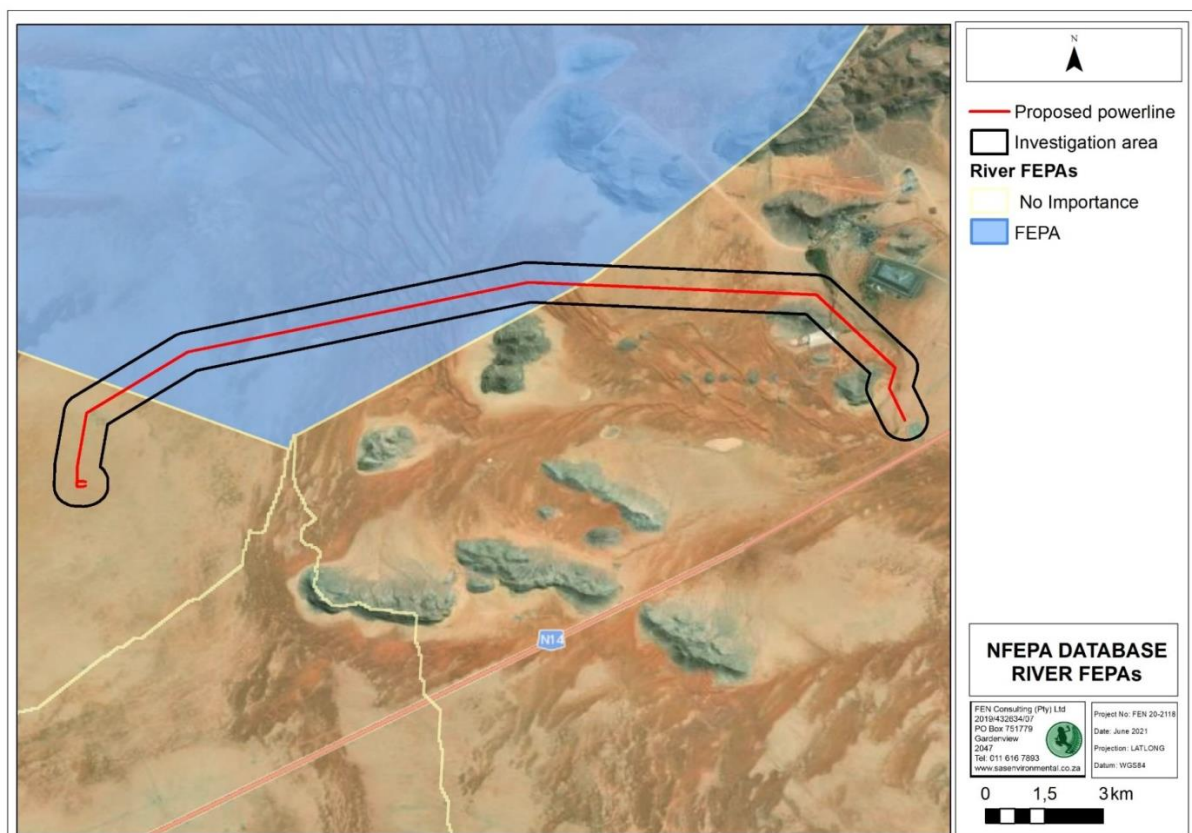 N
Proposed powerline
Investigation area
River FEPAs
No Importance
FEPA
N14
NFEPA DATABASE
RIVER FEPAs
FEN Consulting (Pty) Ltd
2019/432634/07
PO Box 751779
Gardenview
2047
Tel: 011 616 7893
www.sasenvironmental.co.za
Project No: FEN 20-2118
Date: June 2021
Projection: LATLONG
Datum: WGS84
0 1,5 3 km